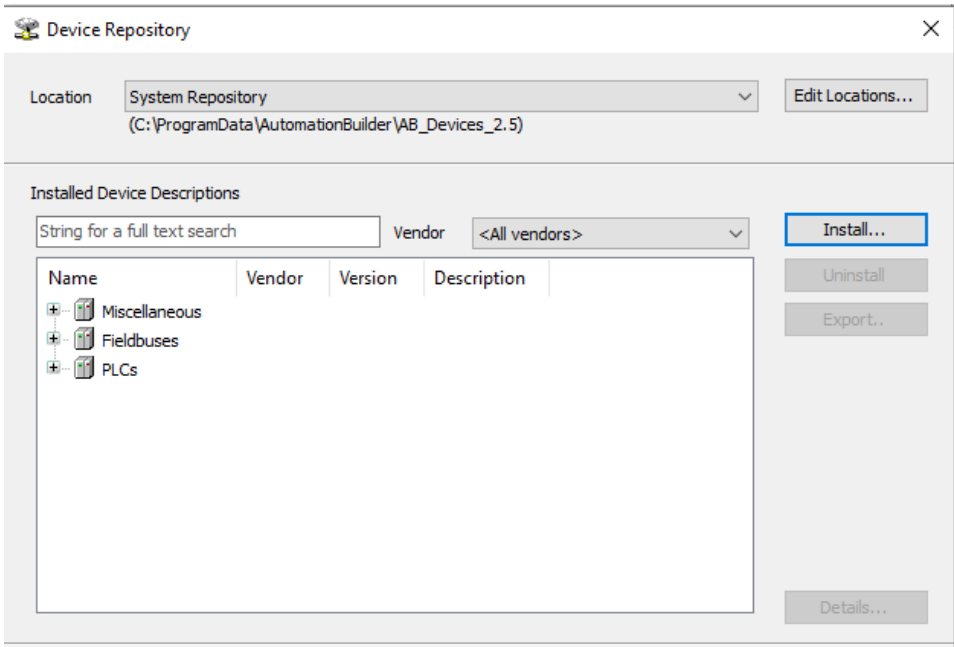 Device Repository
Location System Repository Edit Locations...
(C:\ProgramData\AutomationBuilder\AB_Devices_2.5)
Installed Device Descriptions
String for a full text search Vendor <All vendors> Install...
Name Vendor Version Description Uninstall
Miscellaneous Export..
Fieldbuses
PLCs
Details...